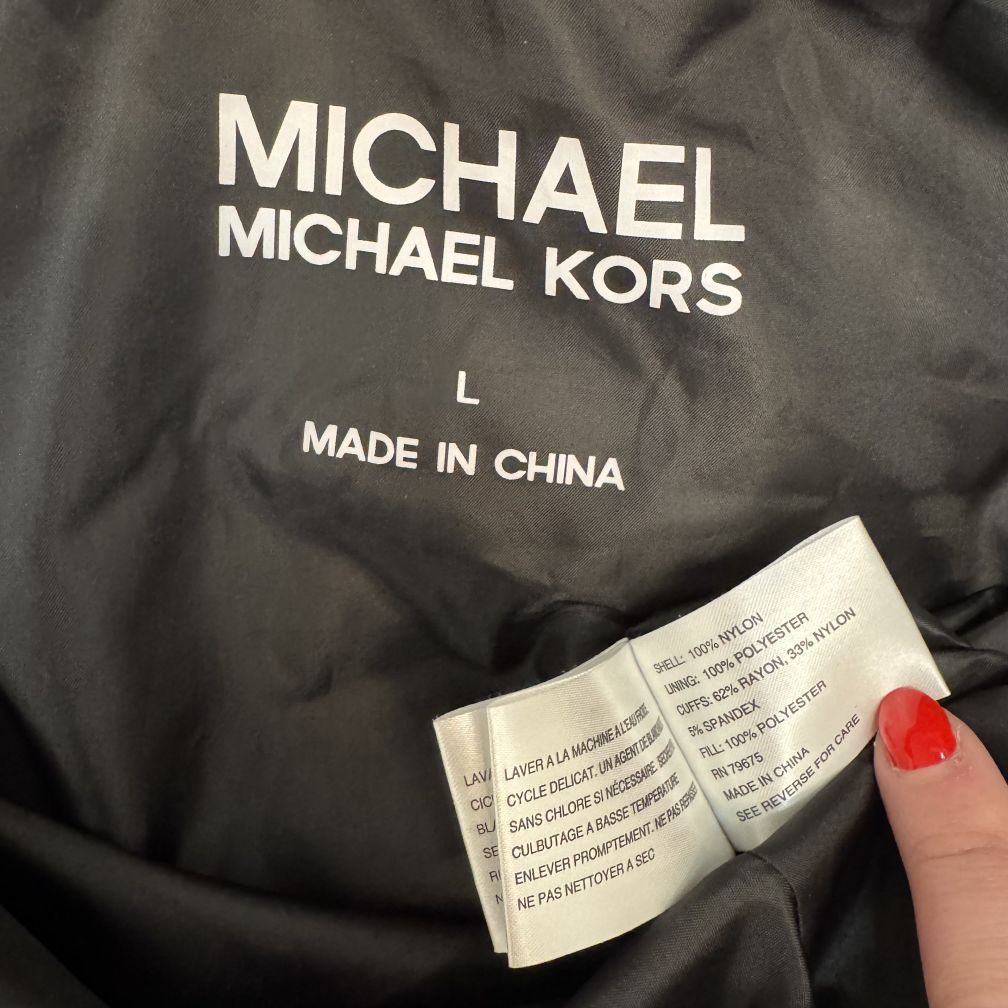 MICHAEL
MICHAEL KORS
L
MADE IN CHINA
SHELL: 100% NYLON
LINING: 100% POLYESTER
CUFFS: 62% RAYON, 33% NYLON
5% SPANDEX
FILL: 100% POLYESTER
RN 79675
MADE IN CHINA
SEE REVERSE FOR CARE
LAVER A LA MACHINE A L'EAU FROIDE.
CYCLE DELICAT. UN AGENT DE
SANS CHLORE SI NÉCESSAIRE.
CULBUTAGE A BASSE TEMPERATURE
ENLEVER PROMPTEMENT. NE PAS
NE PAS NETTOYER A SEC